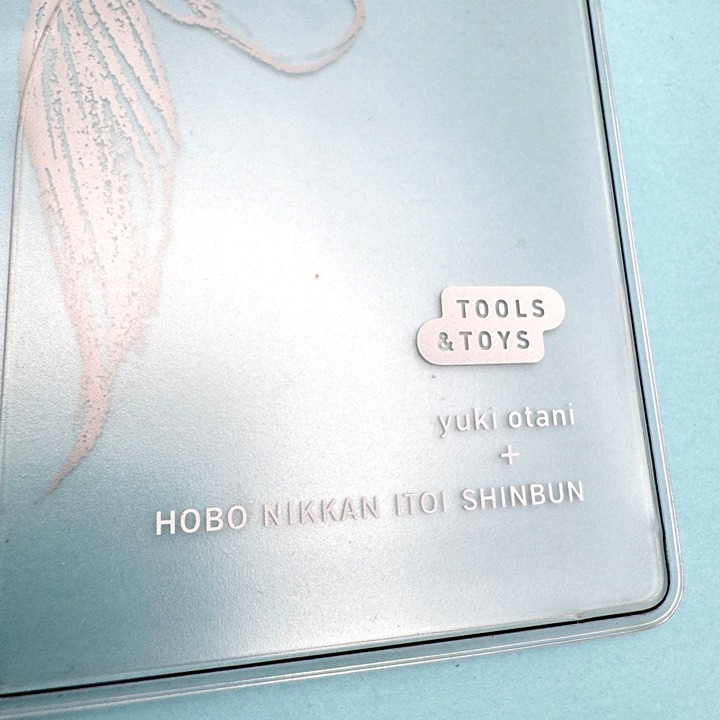 TOOLS
&TOYS
yuki otani
+
HOBO NIKKAN ITOI SHINBUN